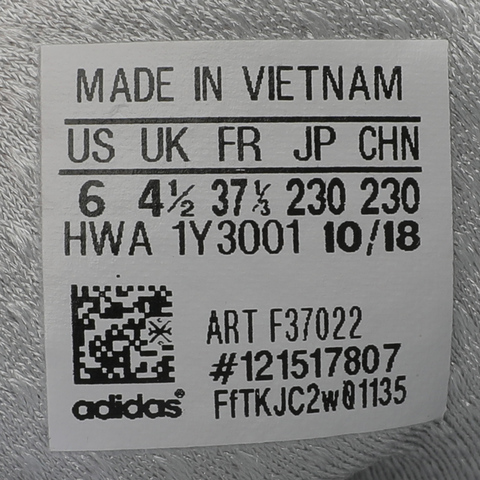 MADE IN VIETNAM
US UK FR JP CHN
6 4½ 37⅓ 230 230
HWA 1Y3001 10/18
ART F37022
#121517807
adidas®
FfTKJC2w01135